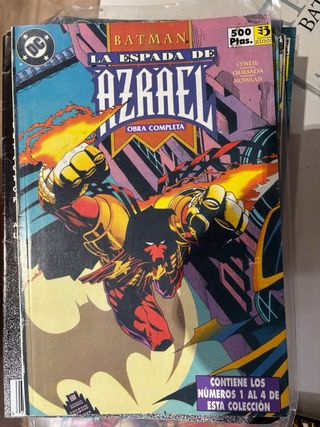 DC
BATMAN
500
Ptas.
zinco
LA ESPADA DE
AZRAEL
OBRA COMPLETA
O'NEIL
QUESADA
NOWLAN
CONTIENE LOS
NÚMEROS 1 AL 4 DE
ESTA COLECCIÓN